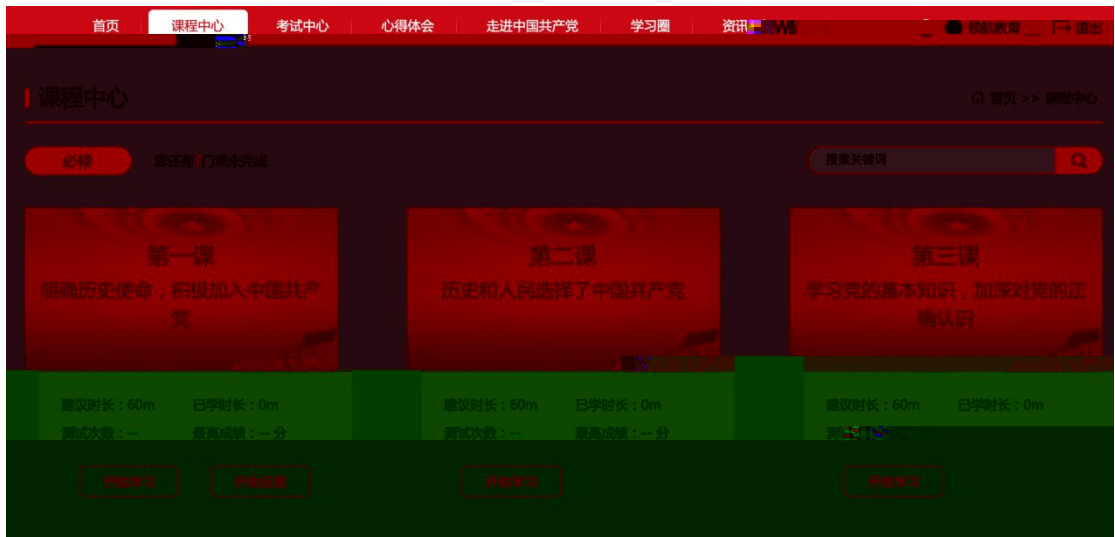 首页 课程中心 考试中心 心得体会 走进中国共产党 学习圈 资讯
退出
课程中心
首页 >> 课程中心
必修
门课未完成
搜索关键词
第一课
明确历史使命，积极加入中国共产
党
第二课
历史和人民选择了中国共产党
第三课
学习党的基本知识，加深对党的正
确认识
建议时长：60m 已学时长：0m
测试次数：-- 最高成绩：-- 分
建议时长：60m 已学时长：0m
测试次数：-- 最高成绩：-- 分
建议时长：60m 已学时长：0m
开始学习
开始学习
开始学习